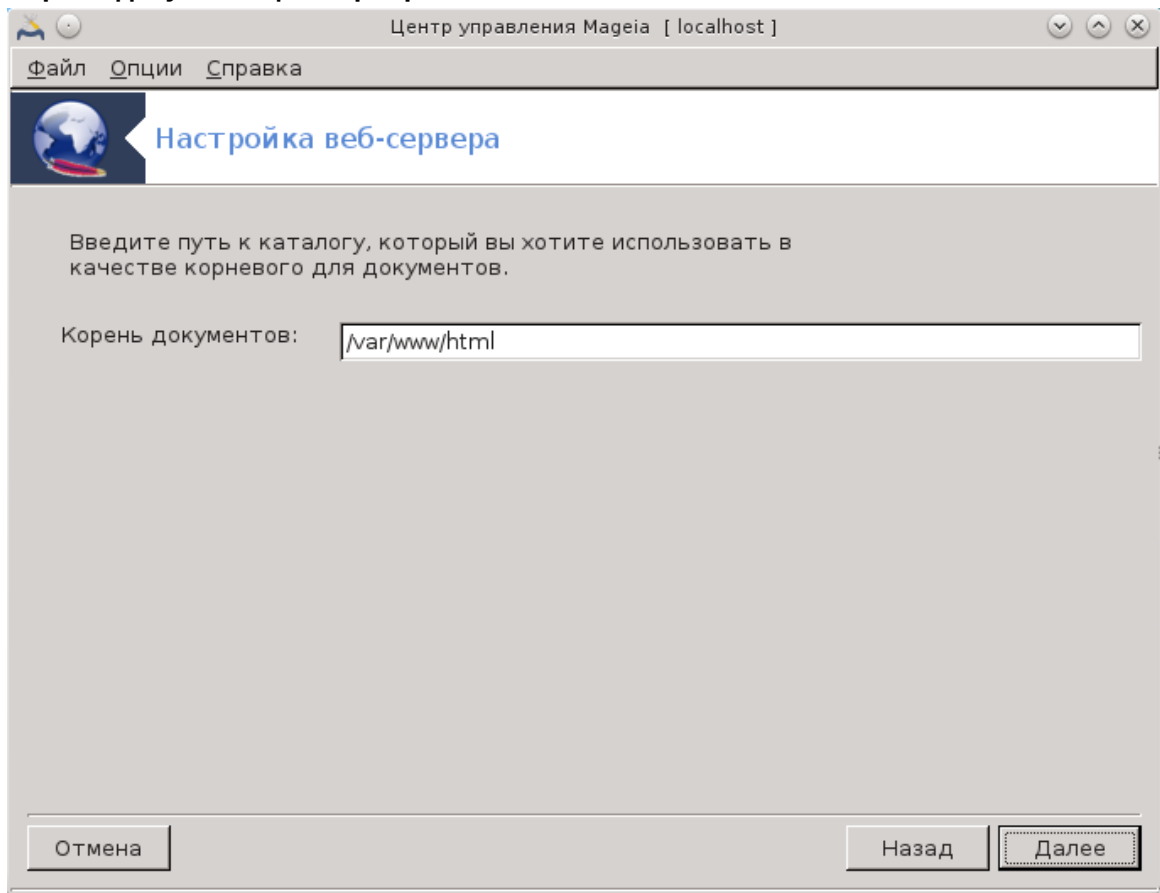 Центр управления Mageia [ localhost ]
Файл Опции Справка
Настройка веб-сервера
Введите путь к каталогу, который вы хотите использовать в
качестве корневого для документов.
Корень документов: /var/www/html
Отмена Назад Далее